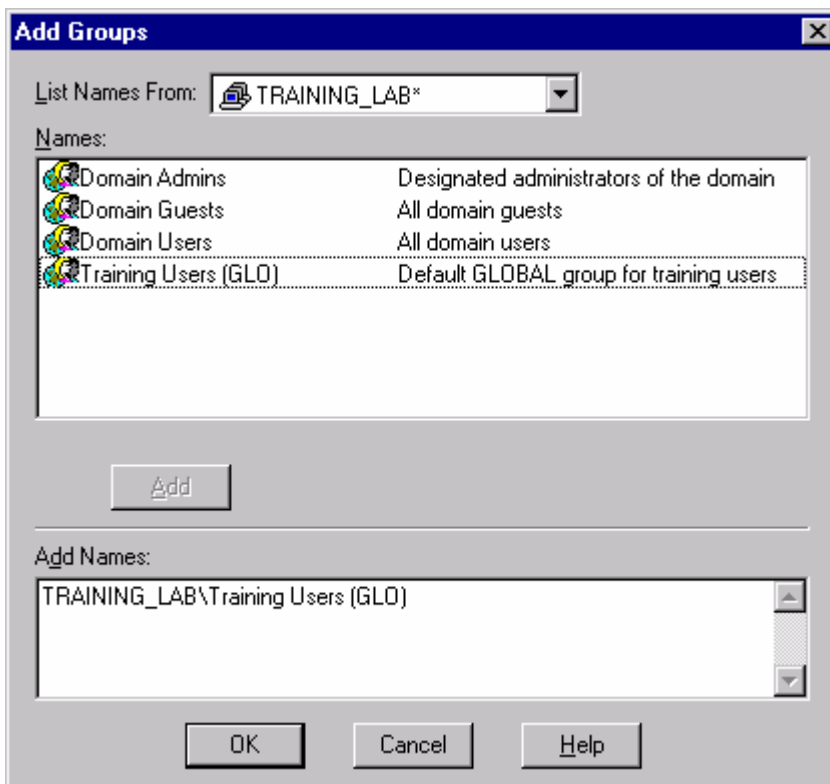 Add Groups
List Names From: TRAINING_LAB*
Names:
Domain Admins Designated administrators of the domain
Domain Guests All domain guests
Domain Users All domain users
Training Users (GLO) Default GLOBAL group for training users
Add
Add Names:
TRAINING_LAB\Training Users (GLO)
OK Cancel Help